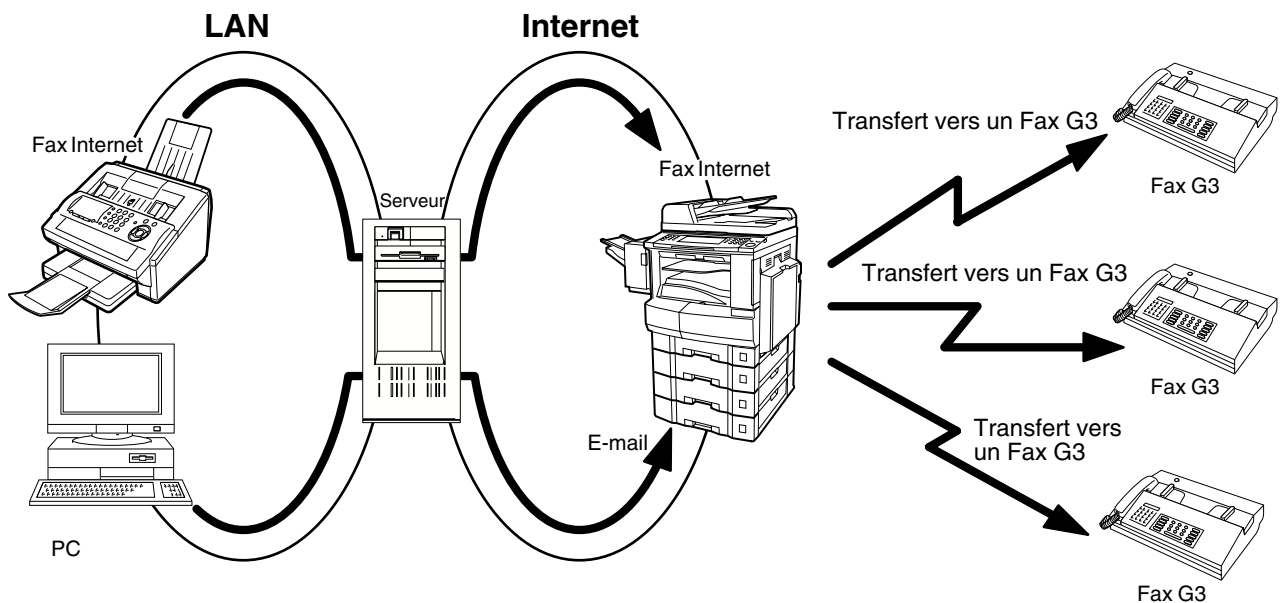 LAN
Internet
Fax Internet
Serveur
Fax Internet
Transfert vers un Fax G3
Fax G3
Transfert vers un Fax G3
Fax G3
E-mail
Transfert vers
un Fax G3
PC
Fax G3